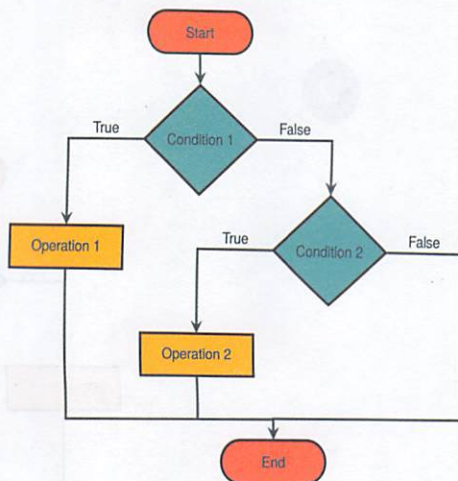 Start
True
Condition 1
False
Operation 1
True
Condition 2
False
Operation 2
End